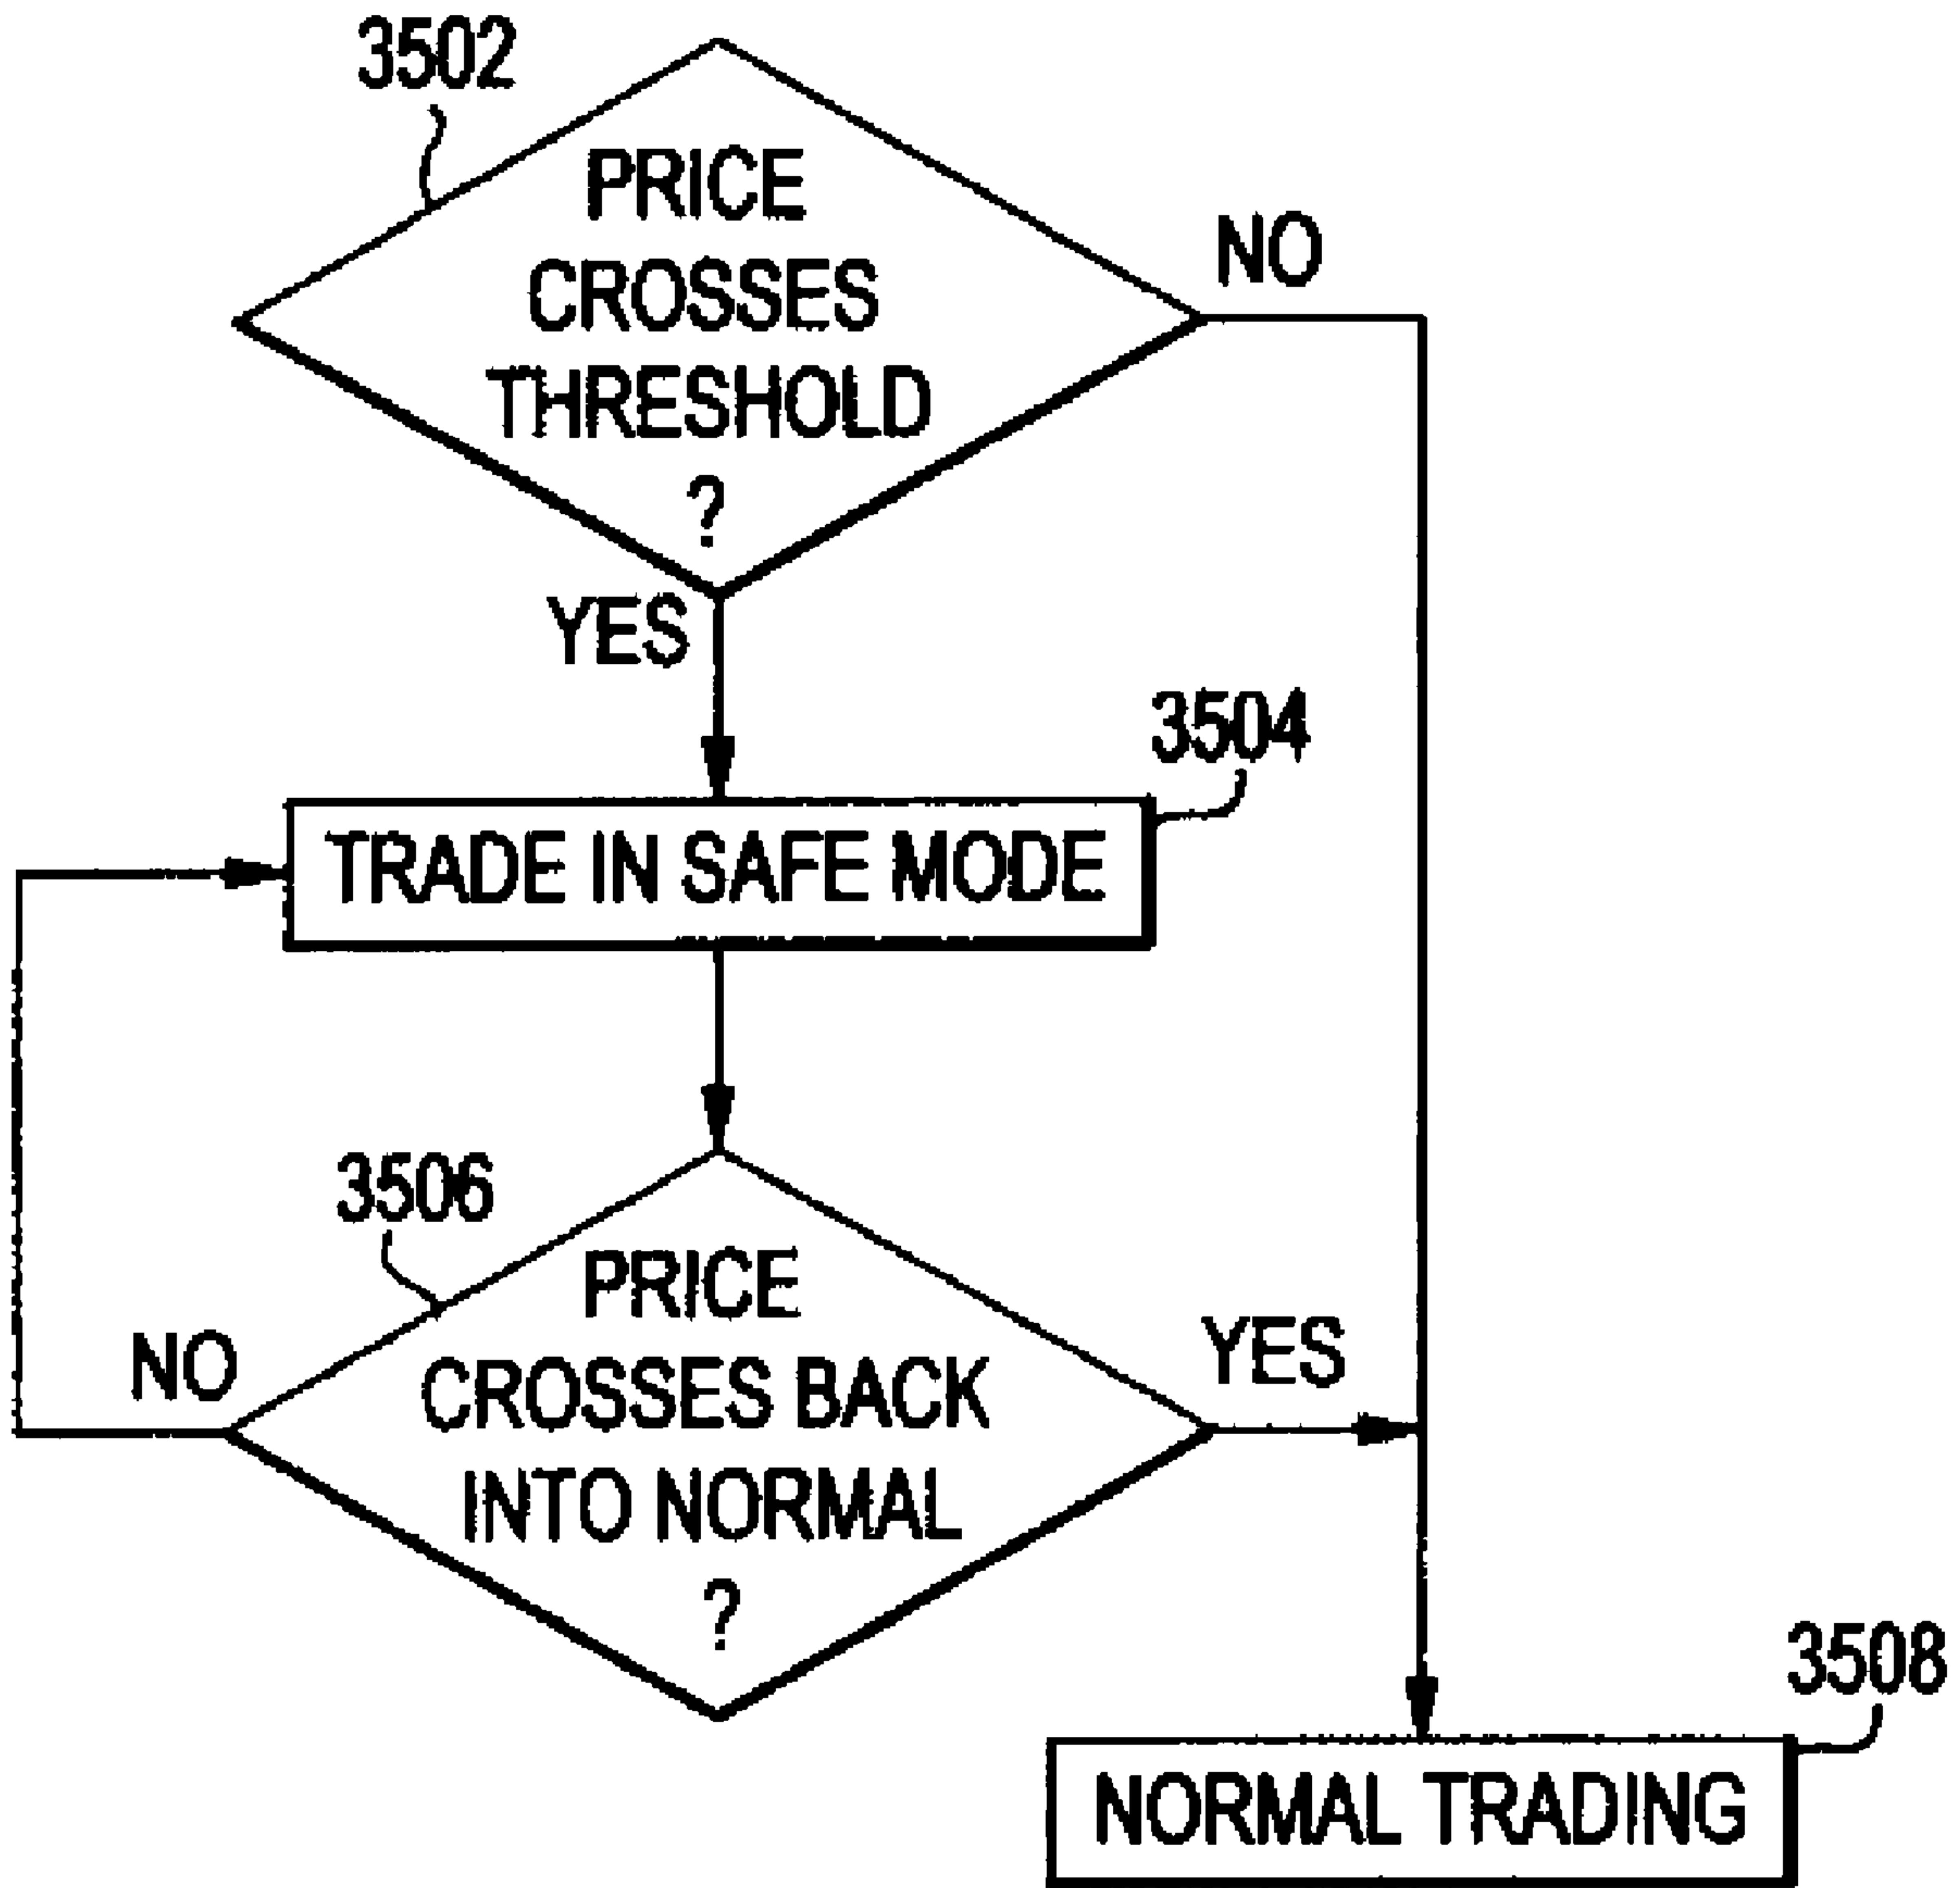 3502
PRICE
CROSSES
THRESHOLD
?
NO
YES
3504
TRADE IN SAFE MODE
3506
PRICE
CROSSES BACK
INTO NORMAL
?
NO
YES
3508
NORMAL TRADING